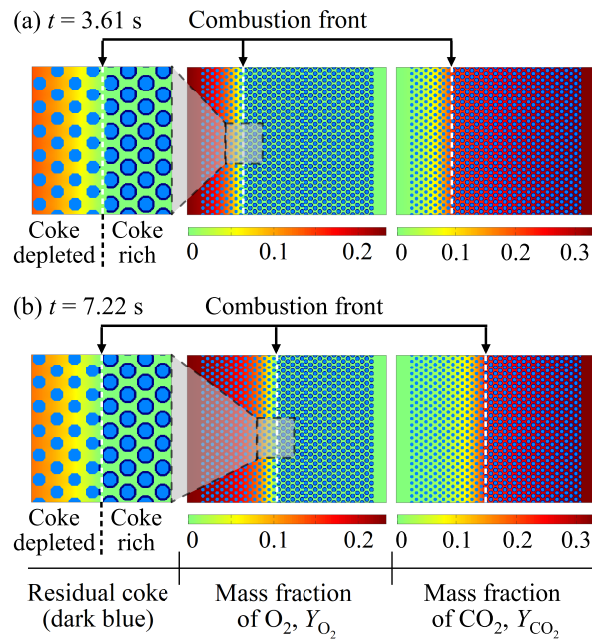 (a) t = 3.61 s Combustion front
Coke depleted Coke rich
0 0.1 0.2
0 0.1 0.2 0.3
(b) t = 7.22 s Combustion front
Coke depleted Coke rich
0 0.1 0.2
0 0.1 0.2 0.3
Residual coke (dark blue)
Mass fraction of O₂, Y_O₂
Mass fraction of CO₂, Y_CO₂